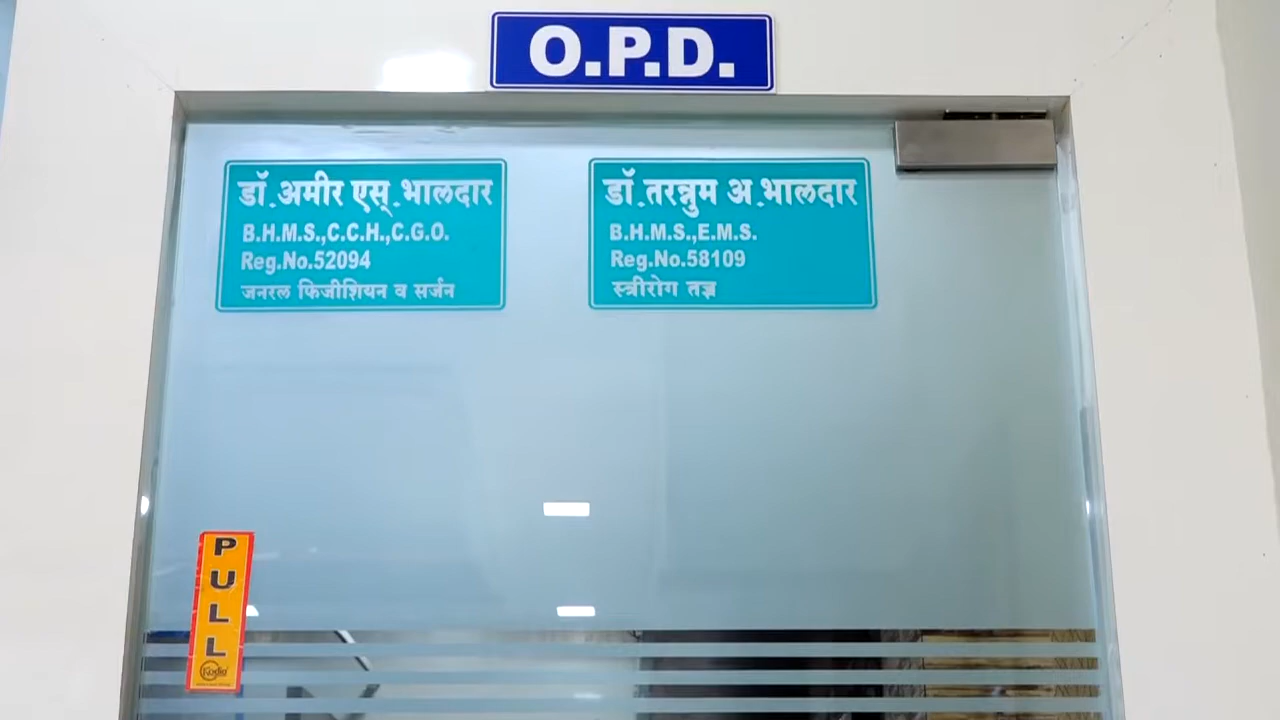 O.P.D.
डॉ.अमीर एस्.भालदार
B.H.M.S.,C.C.H.,C.G.O.
Reg.No.52094
जनरल फिजीशियन व सर्जन
डॉ.तरन्नुम अ.भालदार
B.H.M.S.,E.M.S.
Reg.No.58109
स्त्रीरोग तज्ञ
PULL